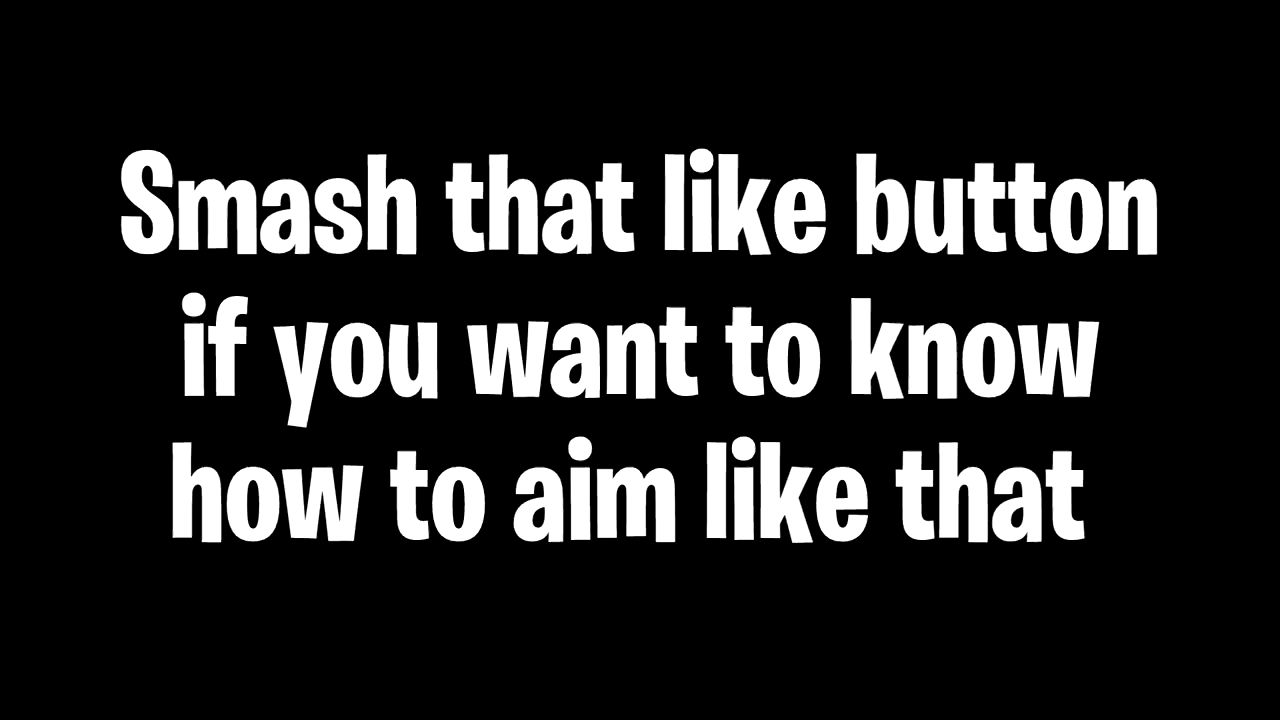 Smash that like button
if you want to know
how to aim like that